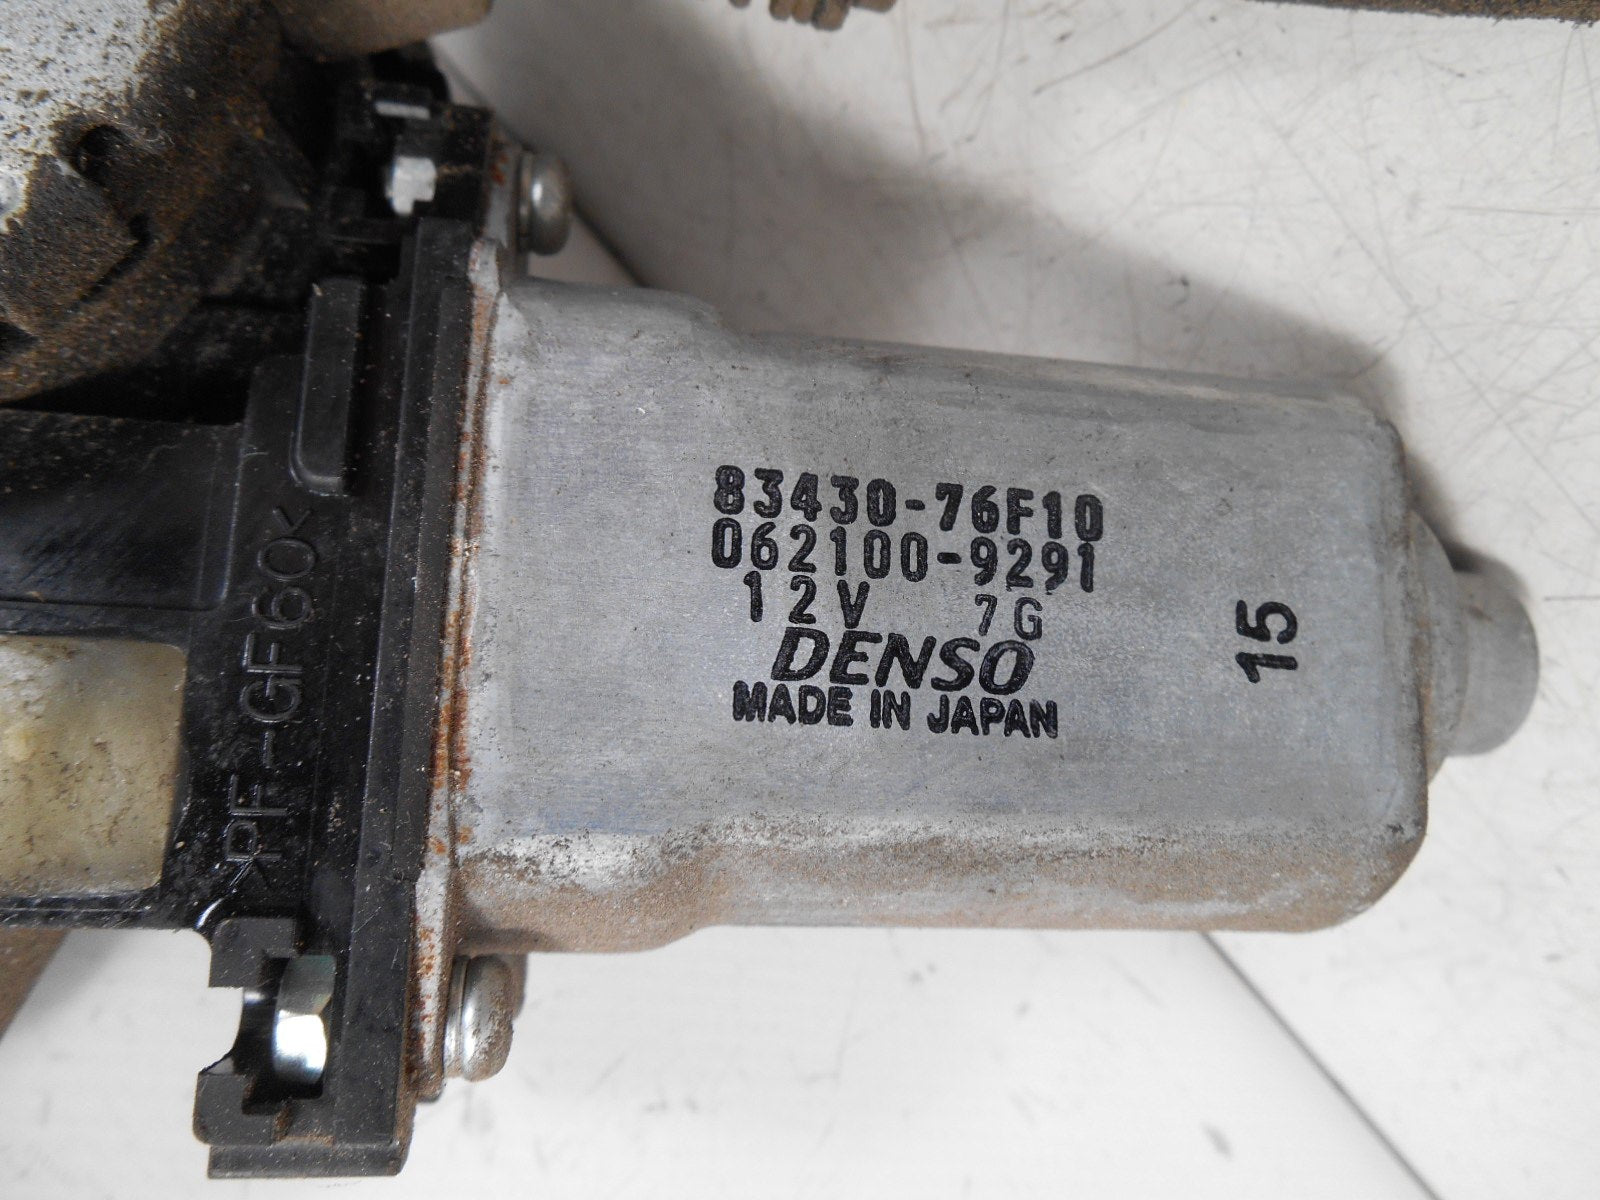 83430-76F10
062100-9291
12V 7G
DENSO
MADE IN JAPAN
15
>PF-GF60<